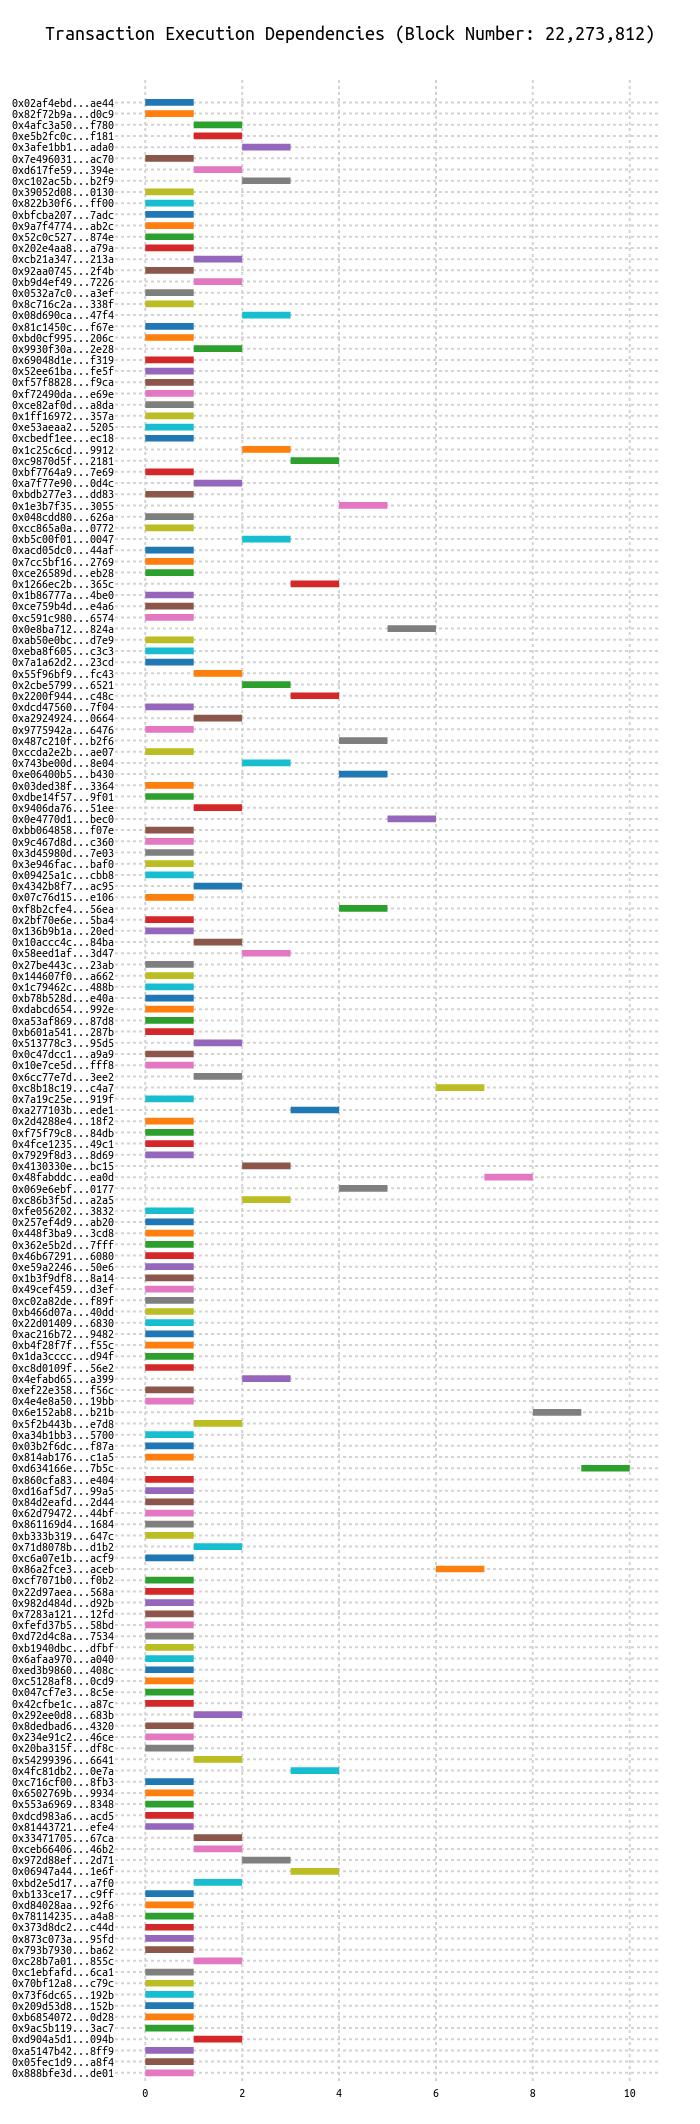 Transaction Execution Dependencies (Block Number: 22,273,812)
0x02af4ebd...ae44
0x82f72b9a...d0c9
0x4afc3a50...f780
0xe5b2fc0c...f181
0x3afe1bb1...ada0
0x7e496031...ac70
0xd617fe59...394e
0xc102ac5b...b2f9
0x39052d08...0130
0x822b30f6...ff00
0xbfcba207...7adc
0x9a7f4774...ab2c
0x52c0c527...874e
0x202e4aa8...a79a
0xcb21a347...213a
0x92aa0745...2f4b
0xb9d4ef49...7226
0x0532a7c0...a3ef
0x8c716c2a...338f
0x08d690ca...47f4
0x81c1450c...f67e
0xbd0cf995...206c
0x9930f30a...2e28
0x69048d1e...f319
0x52ee61ba...fe5f
0xf57f8828...f9ca
0xf72490da...e69e
0xce82af0d...a8da
0x1ff16972...357a
0xe53aeaa2...5205
0xcbedf1ee...ec18
0x1c25c6cd...9912
0xc9870d5f...2181
0xbf7764a9...7e69
0xa7f77e90...0d4c
0xbdb277e3...dd83
0x1e3b7f35...3055
0x048cdd80...626a
0xcc865a0a...0772
0xb5c00f01...0047
0xacd05dc0...44af
0x7cc5bf16...2769
0xce26589d...eb28
0x1266ec2b...365c
0x1b86777a...4be0
0xce759b4d...e4a6
0xc591c980...6574
0x0e8ba712...824a
0xab50e0bc...d7e9
0xeba8f605...c3c3
0x7a1a62d2...23cd
0x55f96bf9...fc43
0x2cbe5799...6521
0x2200f944...c48c
0xdcd47560...7f04
0xa2924924...0664
0x9775942a...6476
0x487c210f...b2f6
0xccda2e2b...ae07
0x743be00d...8e04
0xe06400b5...b430
0x03ded38f...3364
0xdbe14f57...9f01
0x9406da76...51ee
0x0e4770d1...bec0
0xbb064858...f07e
0x9c467d8d...c360
0x3d45980d...7e03
0x3e946fac...baf0
0x09425a1c...cbb8
0x4342b8f7...ac95
0x07c76d15...e106
0xf8b2cfe4...56ea
0x2bf70e6e...5ba4
0x136b9b1a...20ed
0x10accc4c...84ba
0x58eed1af...3d47
0x27be443c...23ab
0x144607f0...a662
0x1c79462c...488b
0xb78b528d...e40a
0xdabcd654...992e
0xa53af869...87d8
0xb601a541...287b
0x513778c3...95d5
0x0c47dcc1...a9a9
0x10e7ce5d...fff8
0x6cc77e7d...3ee2
0xc8b18c19...c4a7
0x7a19c25e...919f
0xa277103b...ede1
0x2d4288e4...18f2
0xf75f79c8...84db
0x4fce1235...49c1
0x7929f8d3...8d69
0x4130330e...bc15
0x48fabddc...ea0d
0x069e6ebf...0177
0xc86b3f5d...a2a5
0xfe056202...3832
0x257ef4d9...ab20
0x448f3ba9...3cd8
0x362e5b2d...7fff
0x46b67291...6080
0xe59a2246...50e6
0x1b3f9df8...8a14
0x49cef459...d3ef
0xc02a82de...f89f
0xb466d07a...40dd
0x22d01409...6830
0xac216b72...9482
0xb4f28f7f...f55c
0x1da3cccc...d94f
0xc8d0109f...56e2
0x4efabd65...a399
0xef22e358...f56c
0x4e4e8a50...19bb
0x6e152ab8...b21b
0x5f2b443b...e7d8
0xa34b1bb3...5700
0x03b2f6dc...f87a
0x814ab176...c1a5
0xd634166e...7b5c
0x860cfa83...e404
0xd16af5d7...99a5
0x84d2eafd...2d44
0x62d79472...44bf
0x861169d4...1684
0xb333b319...647c
0x71d8078b...d1b2
0xc6a07e1b...acf9
0x86a2fce3...aceb
0xcf7071b0...f0b2
0x22d97aea...568a
0x982d484d...d92b
0x7283a121...12fd
0xfefd37b5...58bd
0xd72d4c8a...7534
0xb1940dbc...dfbf
0x6afaa970...a040
0xed3b9860...408c
0xc5128af8...0cd9
0x047cf7e3...8c5e
0x42cfbe1c...a87c
0x292ee0d8...683b
0x8dedbad6...4320
0x234e91c2...46ce
0x20ba315f...df8c
0x54299396...6641
0x4fc81db2...0e7a
0xc716cf00...8fb3
0x6502769b...9934
0x553a6969...8348
0xdcd983a6...acd5
0x81443721...efe4
0x33471705...67ca
0xceb66406...46b2
0x972d88ef...2d71
0x06947a44...1e6f
0xbd2e5d17...a7f0
0xb133ce17...c9ff
0xd84028aa...92f6
0x78114235...a4a8
0x373d8dc2...c44d
0x873c073a...95fd
0x793b7930...ba62
0xc28b7a01...855c
0xc1ebfafd...6ca1
0x70bf12a8...c79c
0x73f6dc65...192b
0x209d53d8...152b
0xb6854072...0d28
0x9ac5b119...3ac7
0xd904a5d1...094b
0xa5147b42...8ff9
0x05fec1d9...a8f4
0x888bfe3d...de01
0 2 4 6 8 10